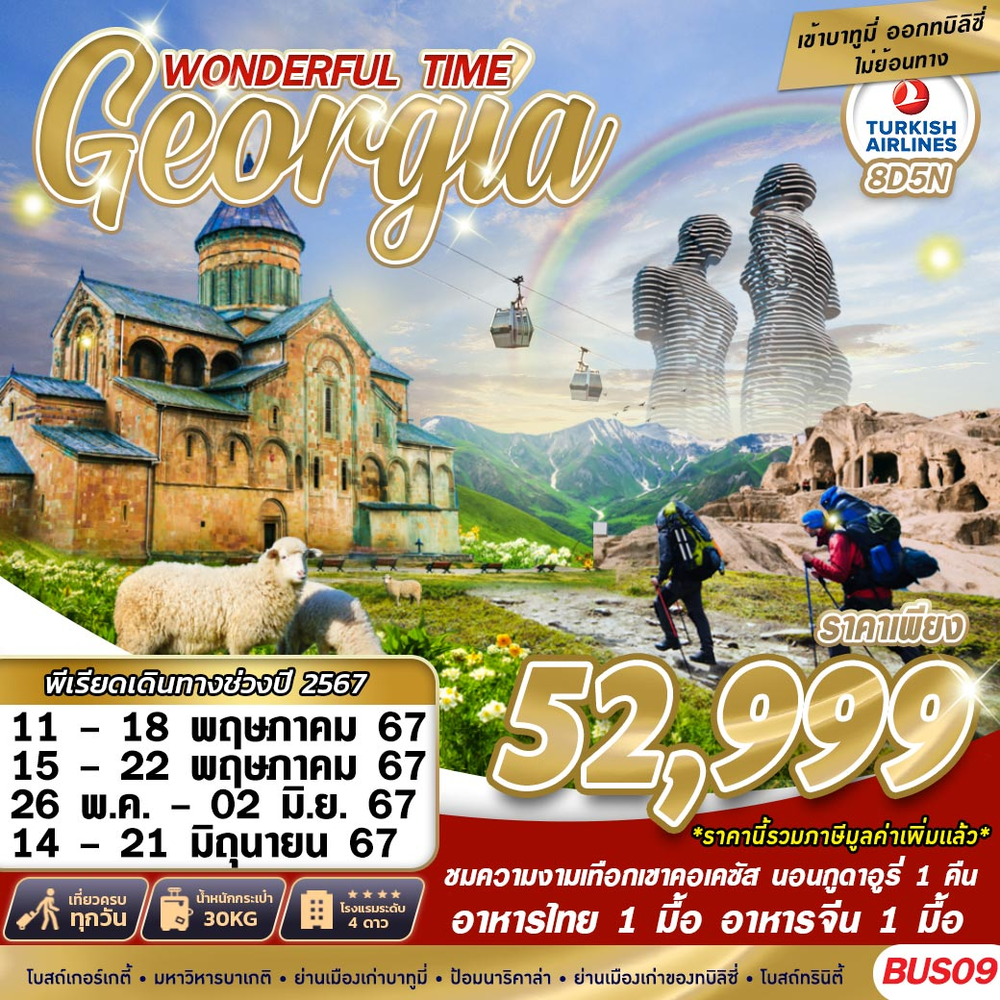 WONDERFUL TIME
Georgia
เข้าบาทูมี่ ออกทบิลิซี่
ไม่ย้อนทาง
TURKISH
AIRLINES
8D5N
ราคาเพียง
52,999
*ราคานี้รวมภาษีมูลค่าเพิ่มแล้ว*
พีเรียดเดินทางช่วงปี 2567
11 - 18 พฤษภาคม 67
15 - 22 พฤษภาคม 67
26 พ.ค. - 02 มิ.ย. 67
14 - 21 มิถุนายน 67
ชมความงามเทือกเขาคอเคซัส นอนกูดาอูรี่ 1 คืน
อาหารไทย 1 มื้อ อาหารจีน 1 มื้อ
เที่ยวครบ
ทุกวัน
น้ำหนักกระเป๋า
30KG
โรงแรมระดับ
4 ดาว
โบสถ์เกอร์เกตี้ • มหาวิหารบาเกติ • ย่านเมืองเก่าบาทูมี่ • ป้อมนาริคาล่า • ย่านเมืองเก่าของทบิลิซี่ • โบสถ์ทรินิตี้
BUS09